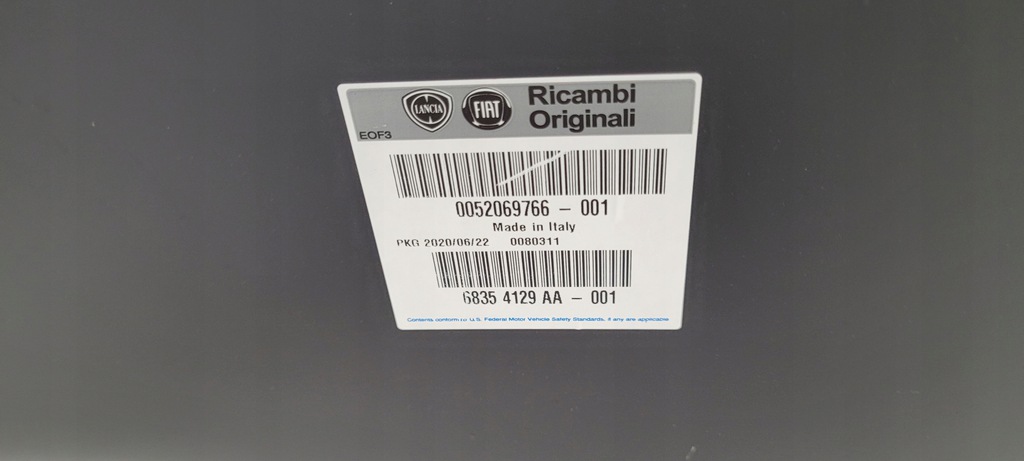 LANCIA FIAT Ricambi
Originali
EOF3
0052069766 - 001
Made in Italy
PKG 2020/06/22 0080311
6835 4129 AA - 001
Contents conform to U.S. Federal Motor Vehicle Safety Standards, if any are applicable